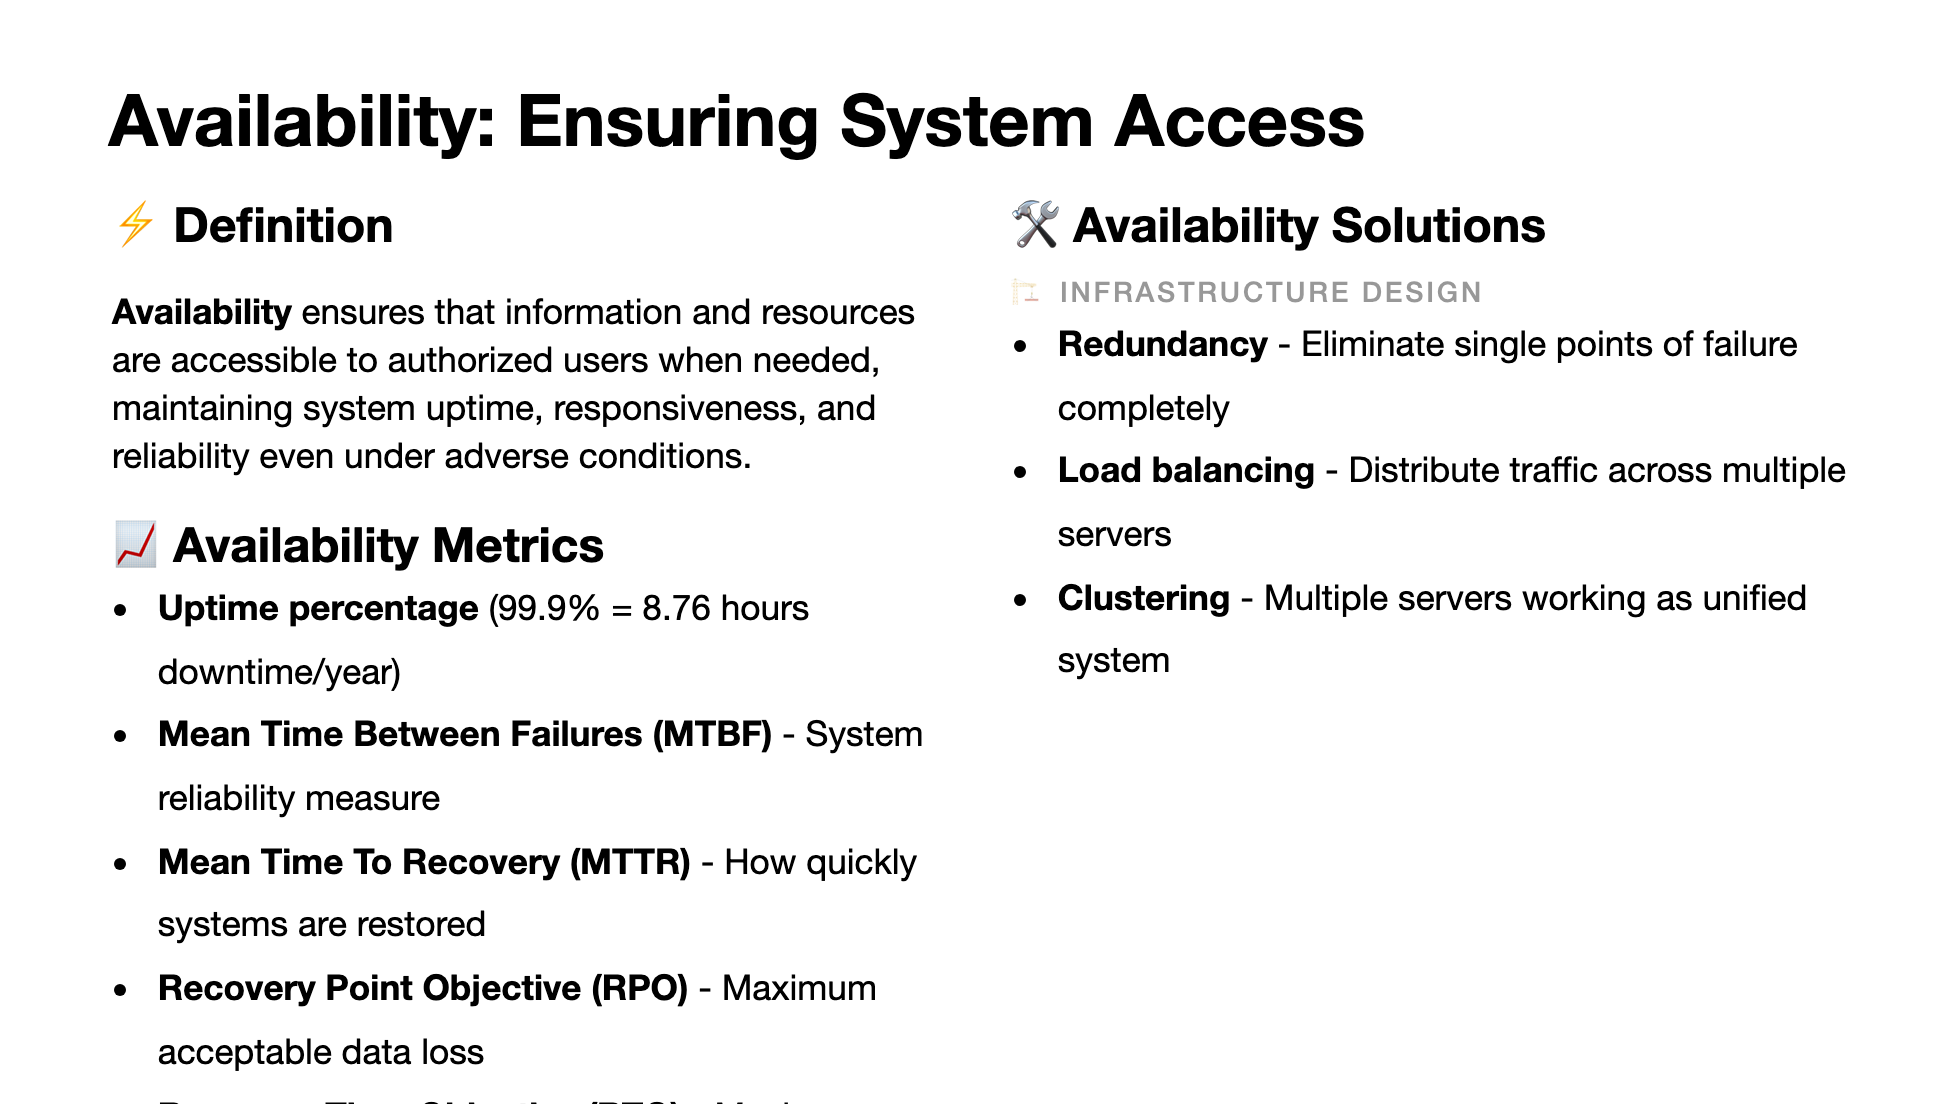 Availability: Ensuring System Access
⚡ Definition
Availability ensures that information and resources
are accessible to authorized users when needed,
maintaining system uptime, responsiveness, and
reliability even under adverse conditions.
📈 Availability Metrics
• Uptime percentage (99.9% = 8.76 hours
downtime/year)
• Mean Time Between Failures (MTBF) - System
reliability measure
• Mean Time To Recovery (MTTR) - How quickly
systems are restored
• Recovery Point Objective (RPO) - Maximum
acceptable data loss
🛠️ Availability Solutions
🏗️ INFRASTRUCTURE DESIGN
• Redundancy - Eliminate single points of failure
completely
• Load balancing - Distribute traffic across multiple
servers
• Clustering - Multiple servers working as unified
system